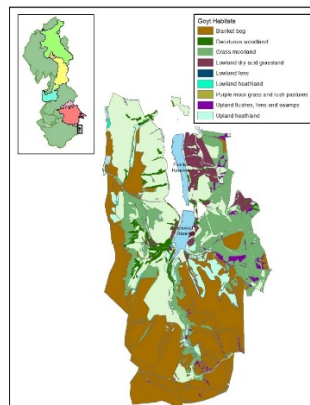 Goyt Habitats
Blanket bog
Deciduous woodland
Grass moorland
Lowland dry acid grassland
Lowland fens
Lowland heathland
Purple moor grass and rush pastures
Upland flushes, fens and swamps
Upland heathland